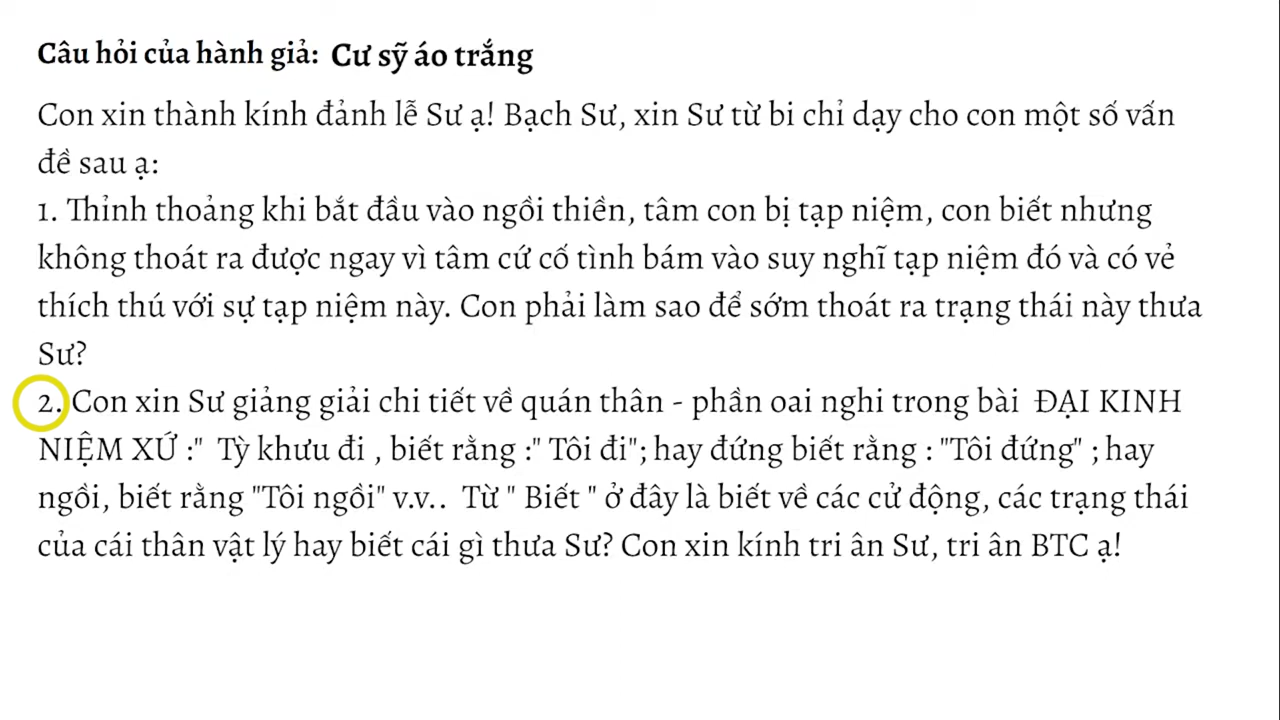 Câu hỏi của hành giả: Cư sỹ áo trắng
Con xin thành kính đảnh lễ Sư ạ! Bạch Sư, xin Sư từ bi chỉ dạy cho con một số vấn
đề sau ạ:
1. Thỉnh thoảng khi bắt đầu vào ngồi thiền, tâm con bị tạp niệm, con biết nhưng
không thoát ra được ngay vì tâm cứ cố tình bám vào suy nghĩ tạp niệm đó và có vẻ
thích thú với sự tạp niệm này. Con phải làm sao để sớm thoát ra trạng thái này thưa
Sư?
2. Con xin Sư giảng giải chi tiết về quán thân - phần oai nghi trong bài ĐẠI KINH
NIỆM XỨ :" Tỳ khưu đi , biết rằng :" Tôi đi"; hay đứng biết rằng : "Tôi đứng" ; hay
ngồi, biết rằng "Tôi ngồi" v.v.. Từ " Biết " ở đây là biết về các cử động, các trạng thái
của cái thân vật lý hay biết cái gì thưa Sư? Con xin kính tri ân Sư, tri ân BTC ạ!